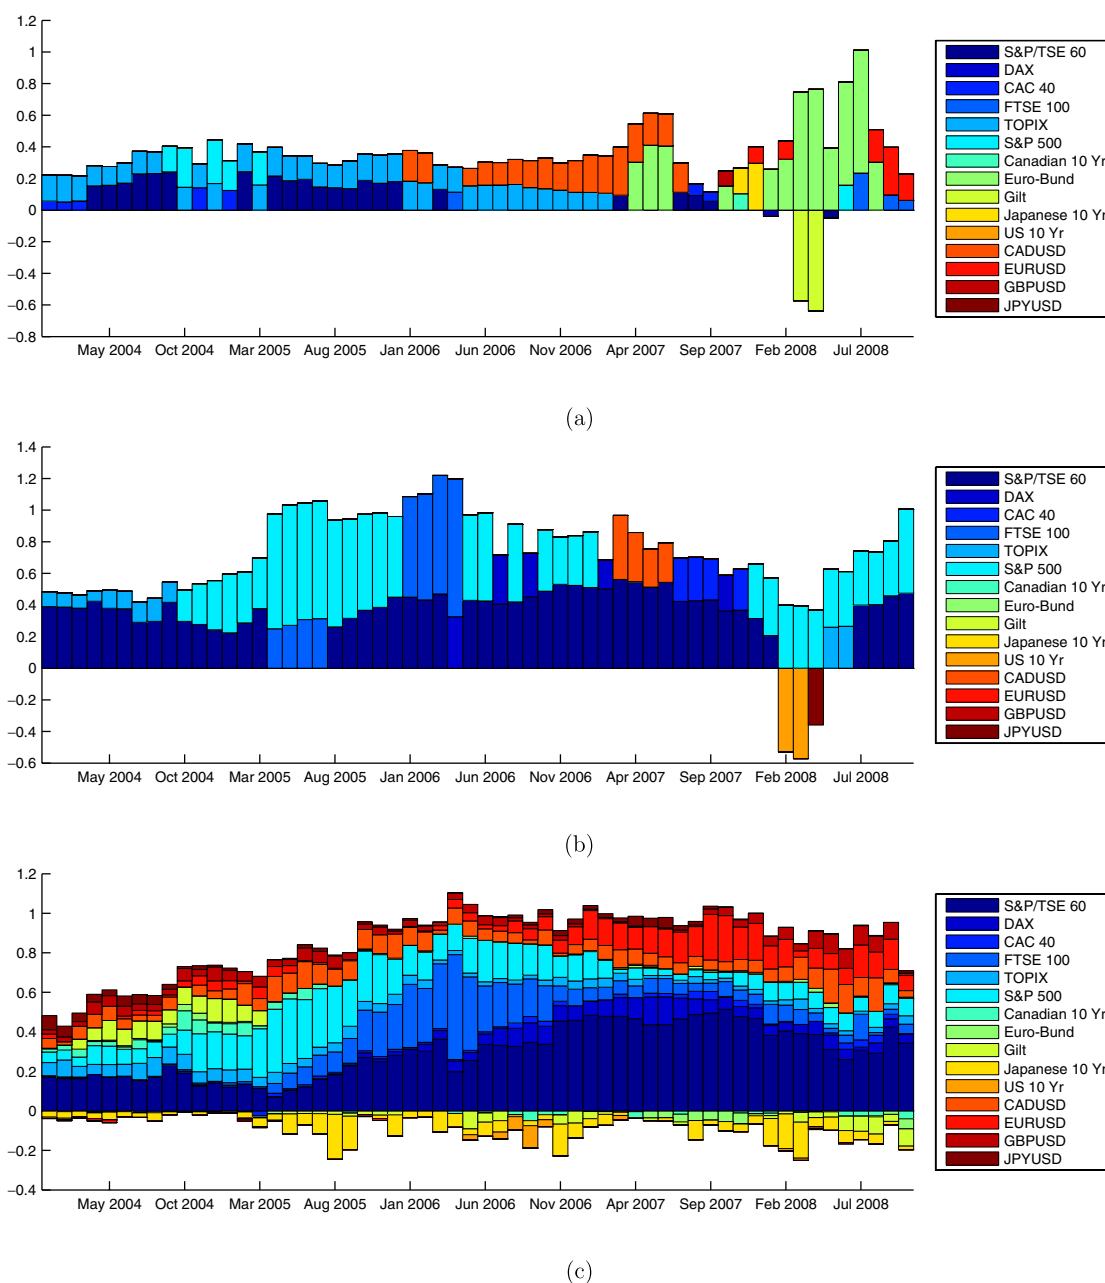 1.2
1
0.8
0.6
0.4
0.2
0
−0.2
−0.4
−0.6
−0.8
May 2004 Oct 2004 Mar 2005 Aug 2005 Jan 2006 Jun 2006 Nov 2006 Apr 2007 Sep 2007 Feb 2008 Jul 2008
S&P/TSE 60
DAX
CAC 40
FTSE 100
TOPIX
S&P 500
Canadian 10 Yr
Euro-Bund
Gilt
Japanese 10 Yr
US 10 Yr
CADUSD
EURUSD
GBPUSD
JPYUSD
(a)
1.4
1.2
1
0.8
0.6
0.4
0.2
0
−0.2
−0.4
−0.6
May 2004 Oct 2004 Mar 2005 Aug 2005 Jan 2006 Jun 2006 Nov 2006 Apr 2007 Sep 2007 Feb 2008 Jul 2008
S&P/TSE 60
DAX
CAC 40
FTSE 100
TOPIX
S&P 500
Canadian 10 Yr
Euro-Bund
Gilt
Japanese 10 Yr
US 10 Yr
CADUSD
EURUSD
GBPUSD
JPYUSD
(b)
1.2
1
0.8
0.6
0.4
0.2
0
−0.2
−0.4
May 2004 Oct 2004 Mar 2005 Aug 2005 Jan 2006 Jun 2006 Nov 2006 Apr 2007 Sep 2007 Feb 2008 Jul 2008
S&P/TSE 60
DAX
CAC 40
FTSE 100
TOPIX
S&P 500
Canadian 10 Yr
Euro-Bund
Gilt
Japanese 10 Yr
US 10 Yr
CADUSD
EURUSD
GBPUSD
JPYUSD
(c)